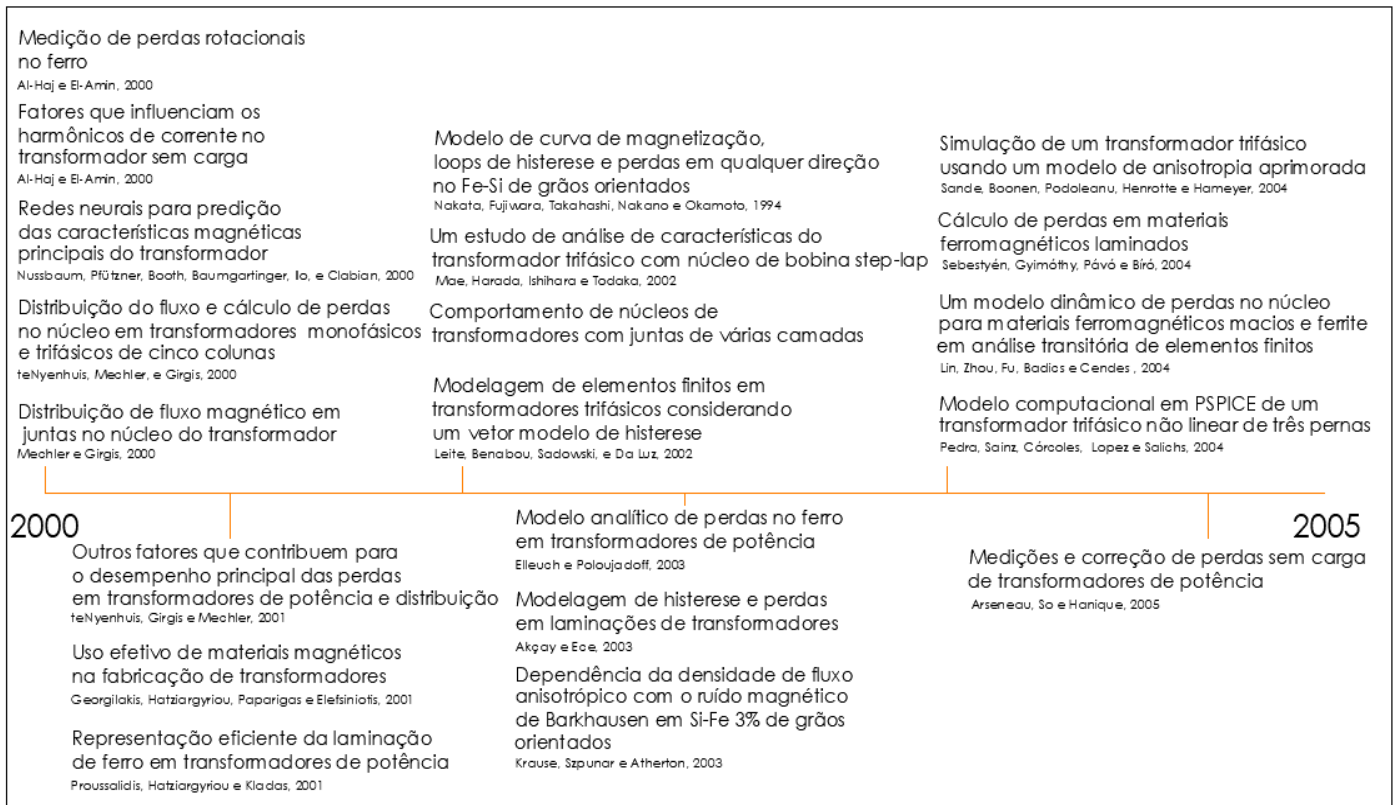 Medição de perdas rotacionais
no ferro
Al-Haj e El-Amin, 2000
Fatores que influenciam os
harmônicos de corrente no
transformador sem carga
Al-Haj e El-Amin, 2000
Redes neurais para predição
das características magnéticas
principais do transformador
Nussbaum, Pfützner, Booth, Baumgartinger, Ilo, e Clabian, 2000
Distribuição do fluxo e cálculo de perdas
no núcleo em transformadores monofásicos
e trifásicos de cinco colunas
teNyenhuis, Mechler, e Girgis, 2000
Distribuição de fluxo magnético em
juntas no núcleo do transformador
Mechler e Girgis, 2000
Modelo de curva de magnetização,
loops de histerese e perdas em qualquer direção
no Fe-Si de grãos orientados
Nakata, Fujiwara, Takahashi, Nakano e Okamoto, 1994
Um estudo de análise de características do
transformador trifásico com núcleo de bobina step-lap
Mae, Harada, Ishihara e Todaka, 2002
Comportamento de núcleos de
transformadores com juntas de várias camadas
Modelagem de elementos finitos em
transformadores trifásicos considerando
um vetor modelo de histerese
Leite, Benabou, Sadowski, e Da Luz, 2002
Simulação de um transformador trifásico
usando um modelo de anisotropia aprimorada
Sande, Boonen, Podoleanu, Henrotte e Hameyer, 2004
Cálculo de perdas em materiais
ferromagnéticos laminados
Sebestyén, Gyimóthy, Pávó e Bíró, 2004
Um modelo dinâmico de perdas no núcleo
para materiais ferromagnéticos macios e ferrite
em análise transitória de elementos finitos
Lin, Zhou, Fu, Badics e Cendes , 2004
Modelo computacional em PSPICE de um
transformador trifásico não linear de três pernas
Pedra, Sainz, Córcoles, Lopez e Salichs, 2004
2000
2005
Outros fatores que contribuem para
o desempenho principal das perdas
em transformadores de potência e distribuição
teNyenhuis, Girgis e Mechler, 2001
Uso efetivo de materiais magnéticos
na fabricação de transformadores
Georgilakis, Hatziargyriou, Paparigas e Elefsiniotis, 2001
Representação eficiente da laminação
de ferro em transformadores de potência
Proussalidis, Hatziargyriou e Kladas, 2001
Modelo analítico de perdas no ferro
em transformadores de potência
Elleuch e Poloujadoff, 2003
Modelagem de histerese e perdas
em laminações de transformadores
Akçay e Ece, 2003
Dependência da densidade de fluxo
anisotrópico com o ruído magnético
de Barkhausen em Si-Fe 3% de grãos
orientados
Krause, Szpunar e Atherton, 2003
Medições e correção de perdas sem carga
de transformadores de potência
Arseneau, So e Hanique, 2005